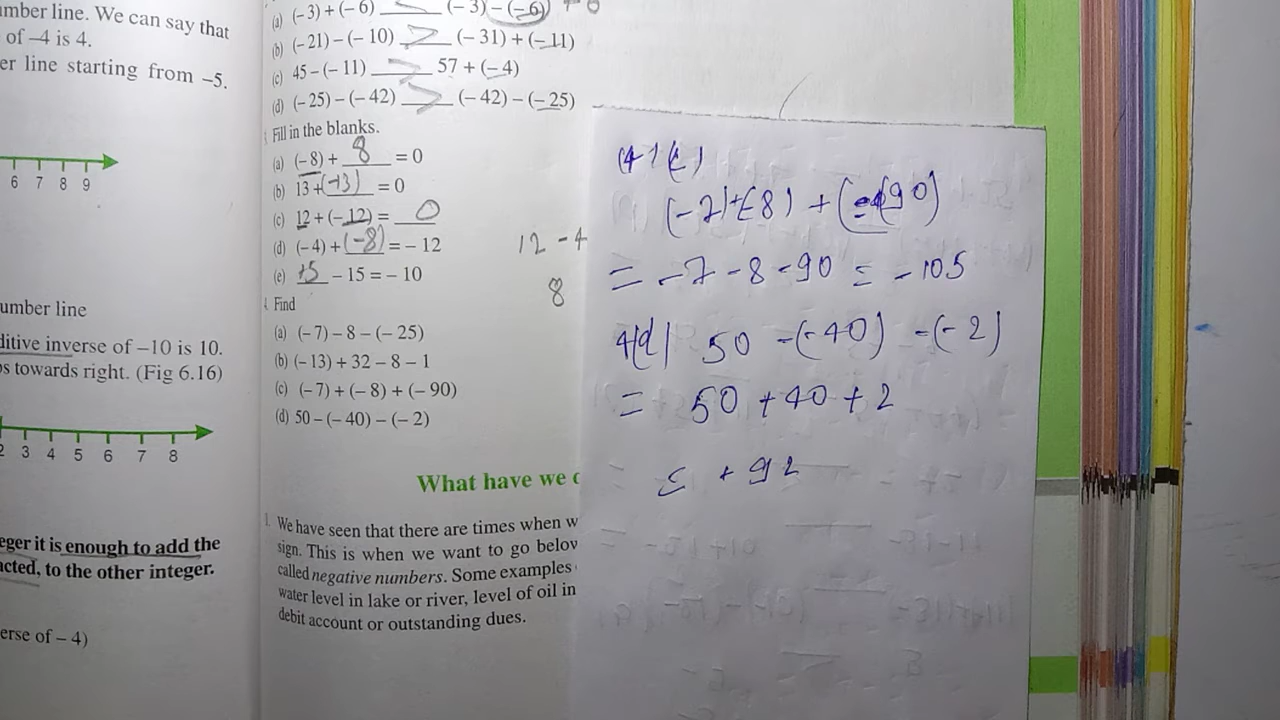 umber line. We can say that
of –4 is 4.
er line starting from –5.
6 7 8 9
umber line
ditive inverse of –10 is 10.
s towards right. (Fig 6.16)
2 3 4 5 6 7 8
eger it is enough to add the
acted, to the other integer.
erse of – 4)
(a) (– 3) + (– 6) (– 3) – (– 6)
(b) (– 21) – (– 10) > (– 31) + (– 11)
(c) 45 – (– 11) > 57 + (– 4)
(d) (– 25) – (– 42) > (– 42) – (– 25)
Fill in the blanks.
(a) (– 8) + 8 = 0
(b) 13 + (-13) = 0
(c) 12 + (– 12) = 0
(d) (– 4) + (-8) = – 12
(e) +5 – 15 = – 10
12 - 4
8
Find
(a) (– 7) – 8 – (– 25)
(b) (– 13) + 32 – 8 – 1
(c) (– 7) + (– 8) + (– 90)
(d) 50 – (– 40) – (– 2)
What have we
1. We have seen that there are times when w
sign. This is when we want to go below
called negative numbers. Some examples
water level in lake or river, level of oil in
debit account or outstanding dues.
(4) (c)
(-7)+(-8) + (-90)
= -7 -8 -90 = -105
4(d) 50 -(-40) -(-2)
= 50 + 40 + 2
= + 92